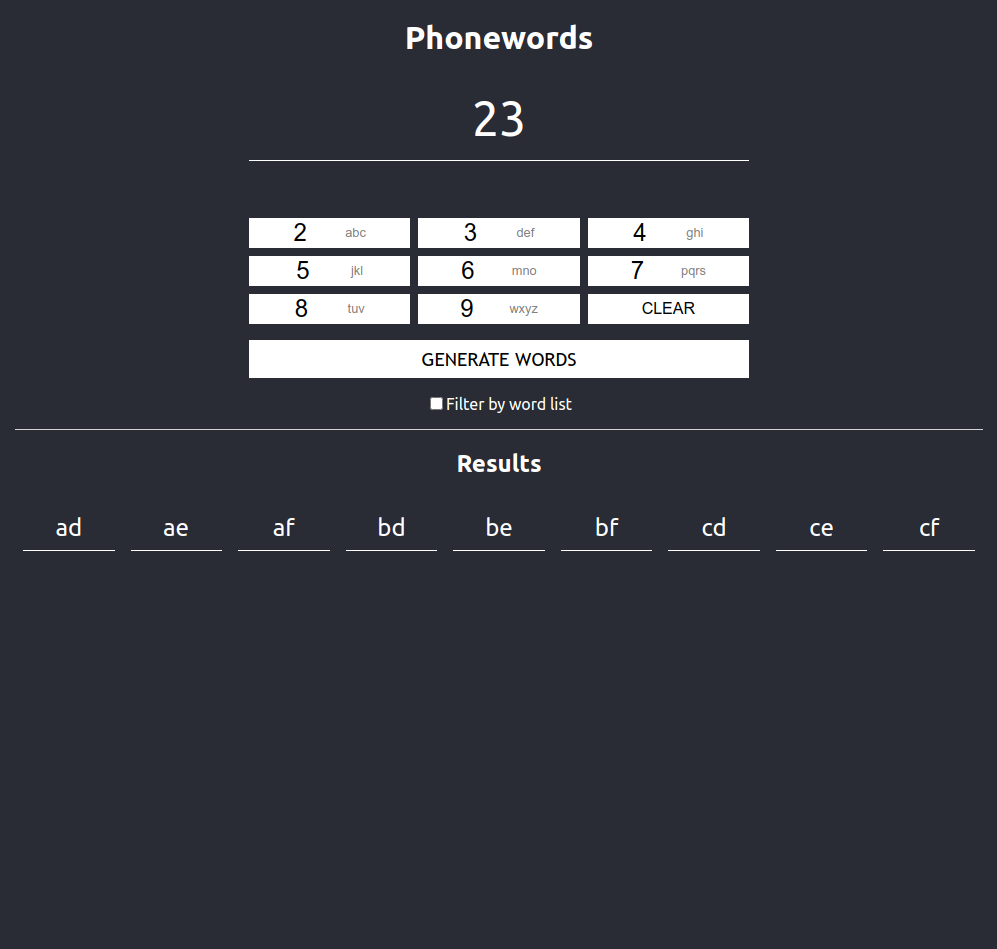 Phonewords
23
2 abc 3 def 4 ghi
5 jkl 6 mno 7 pqrs
8 tuv 9 wxyz CLEAR
GENERATE WORDS
Filter by word list
Results
ad ae af bd be bf cd ce cf